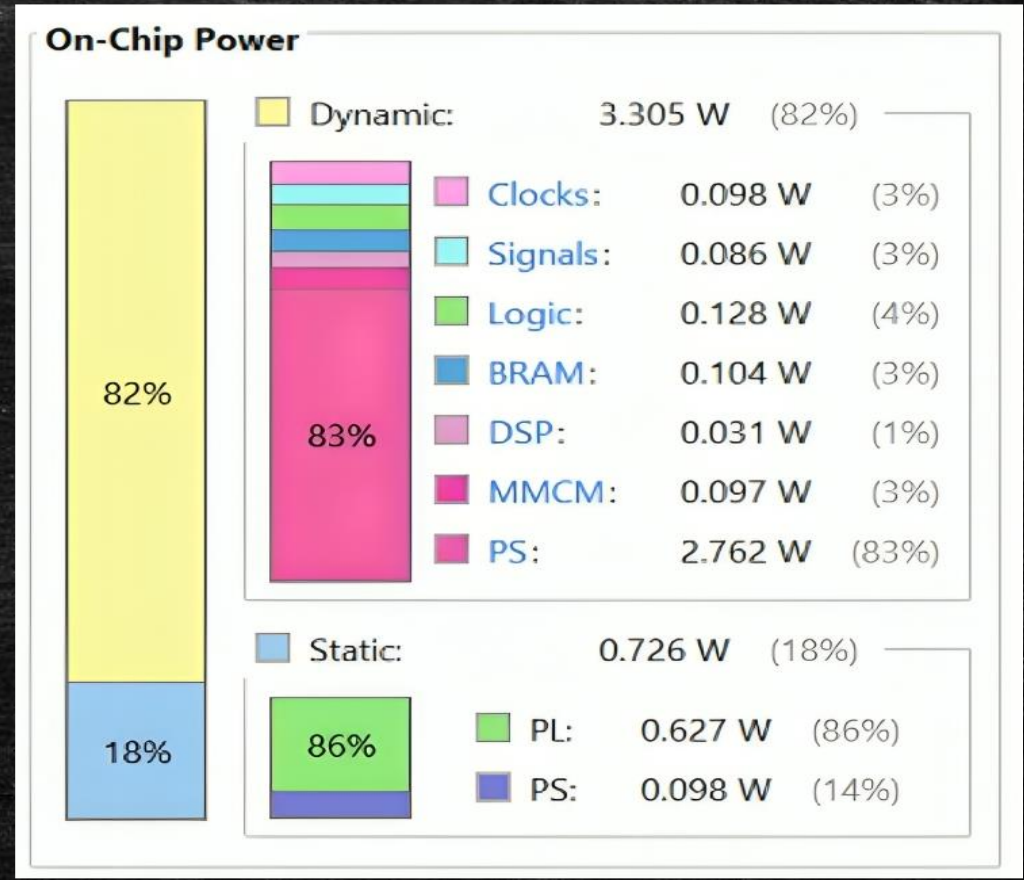 On-Chip Power
Dynamic: 3.305 W (82%)
Clocks: 0.098 W (3%)
Signals: 0.086 W (3%)
Logic: 0.128 W (4%)
BRAM: 0.104 W (3%)
82%
DSP: 0.031 W (1%)
83%
MMCM: 0.097 W (3%)
PS: 2.762 W (83%)
Static: 0.726 W (18%)
PL: 0.627 W (86%)
86%
18%
PS: 0.098 W (14%)